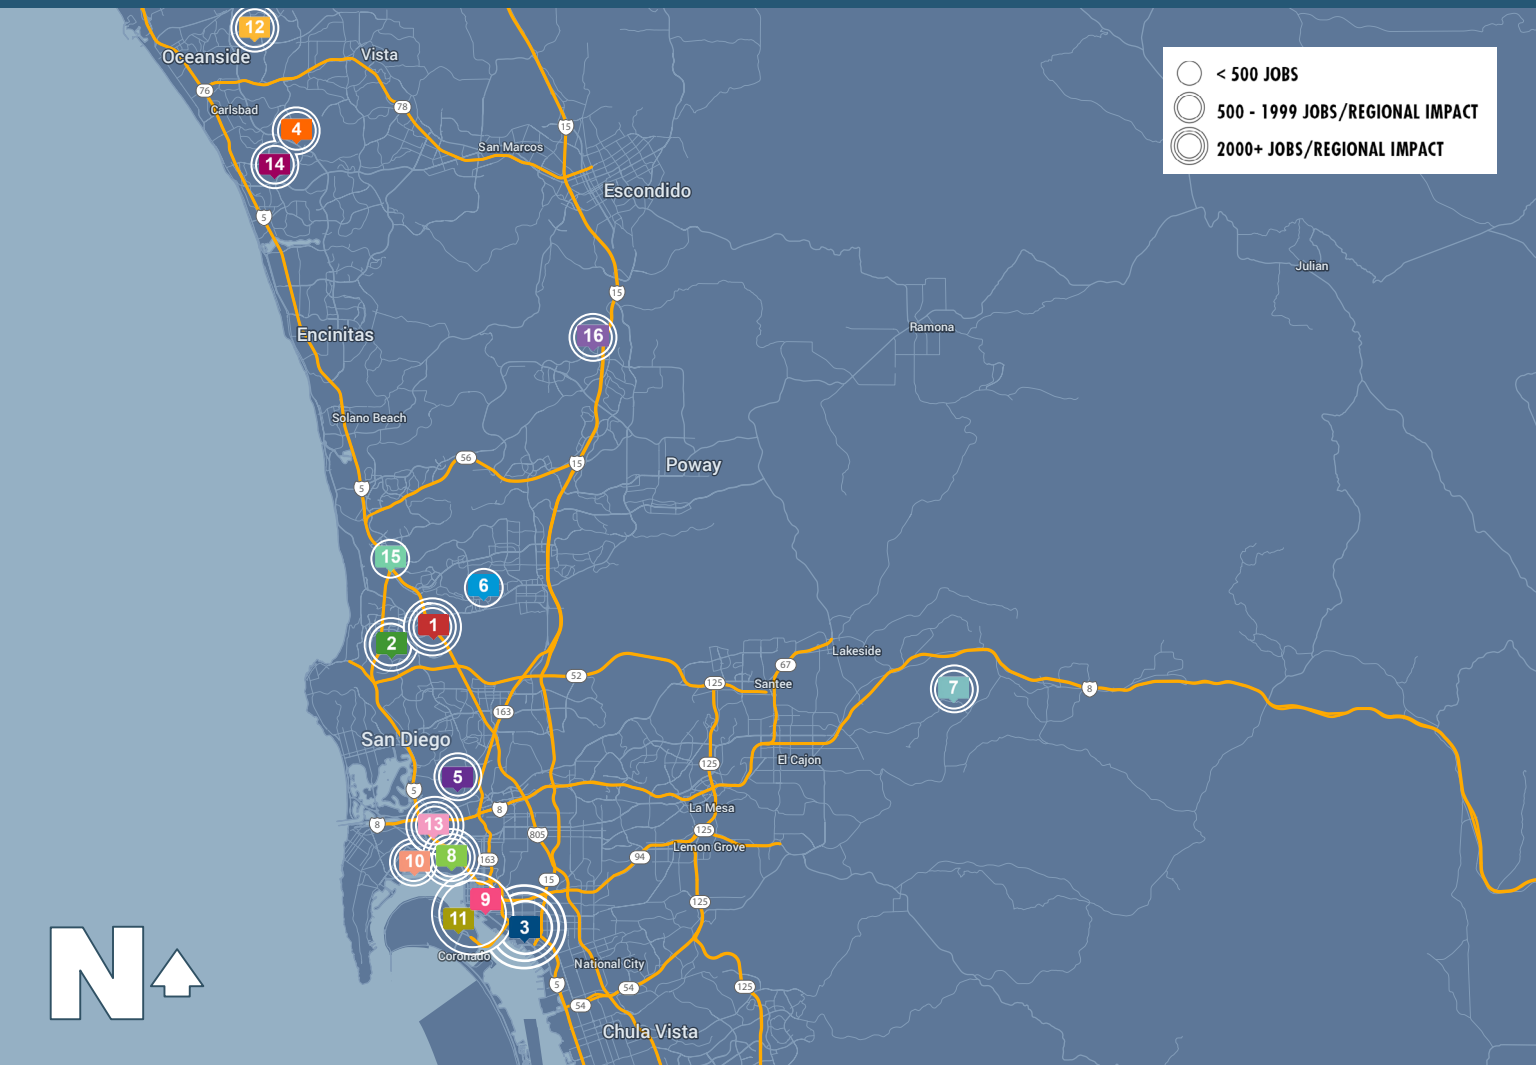 12
Oceanside
Vista
76
Carlsbad
78
4
15
14
San Marcos
Escondido
5
15
Encinitas
16
Solano Beach
56
15
Poway
5
15
6
1
2
52
163
San Diego
5
5
8
8
13
805
10
8
163
15
9
11
3
Coronado
National City
5
54
54
Chula Vista
125
94
125
Lemon Grove
125
La Mesa
125
El Cajon
125
Santee
67
Lakeside
7
8
Ramona
Julian
< 500 JOBS
500 - 1999 JOBS/REGIONAL IMPACT
2000+ JOBS/REGIONAL IMPACT
N